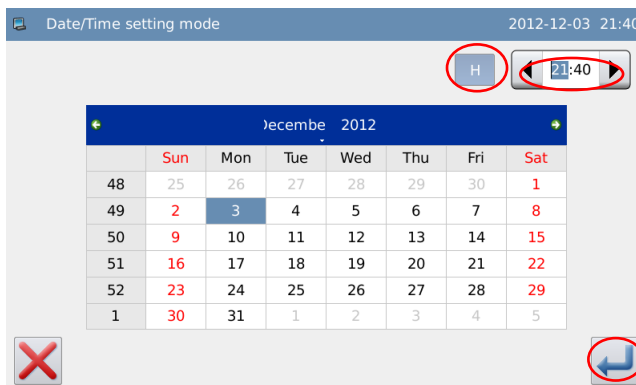 Date/Time setting mode 2012-12-03 21:40
H 21:40
Decembe 2012
Sun Mon Tue Wed Thu Fri Sat
48 25 26 27 28 29 30 1
49 2 3 4 5 6 7 8
50 9 10 11 12 13 14 15
51 16 17 18 19 20 21 22
52 23 24 25 26 27 28 29
1 30 31 1 2 3 4 5